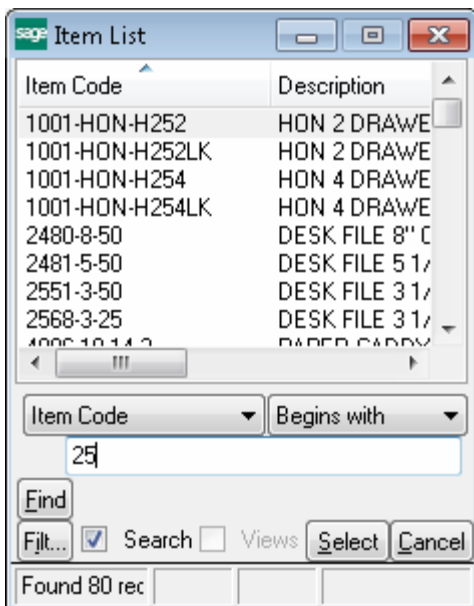 sage Item List
Item Code Description
1001-HON-H252 HON 2 DRAWE
1001-HON-H252LK HON 2 DRAWE
1001-HON-H254 HON 4 DRAWE
1001-HON-H254LK HON 4 DRAWE
2480-8-50 DESK FILE 8" C
2481-5-50 DESK FILE 5 1/
2551-3-50 DESK FILE 3 1/
2568-3-25 DESK FILE 3 1/
PAPER CADDY
Item Code Begins with
25
Find
Filt... Search Views Select Cancel
Found 80 rec